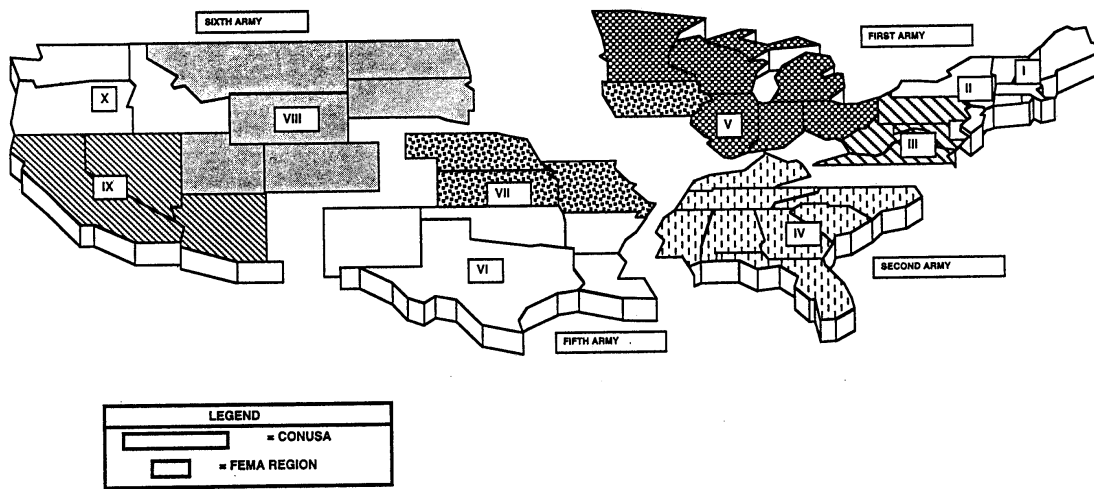 SIXTH ARMY
FIRST ARMY
I
X
II
VIII
V
III
IX
VII
IV
VI
SECOND ARMY
FIFTH ARMY
LEGEND
= CONUSA
= FEMA REGION